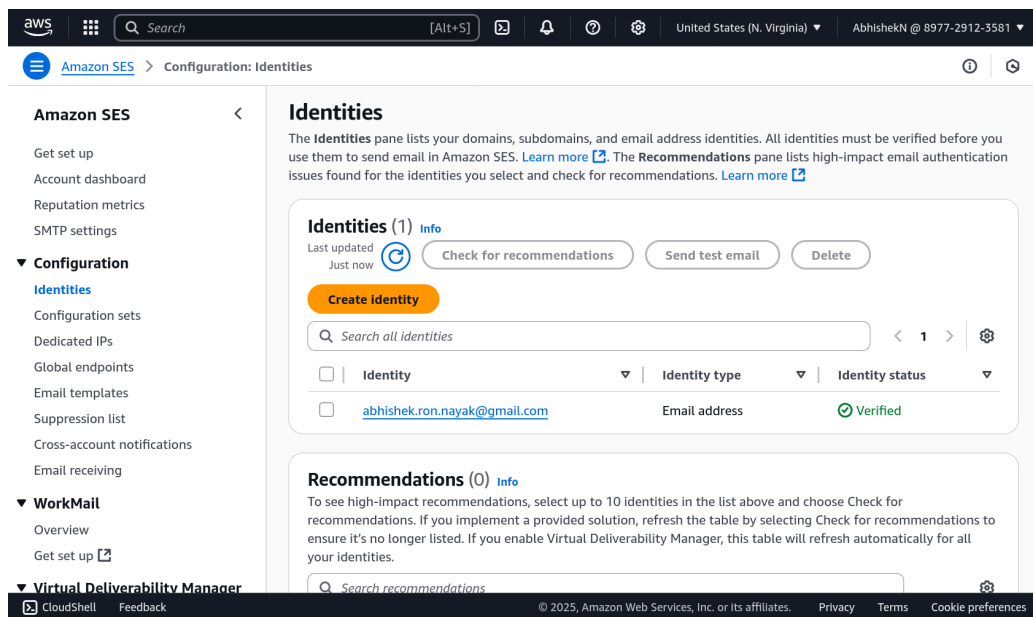 aws
Search
[Alt+S]
United States (N. Virginia)
AbhishekN @ 8977-2912-3581
Amazon SES > Configuration: Identities
Amazon SES
Get set up
Account dashboard
Reputation metrics
SMTP settings
Configuration
Identities
Configuration sets
Dedicated IPs
Global endpoints
Email templates
Suppression list
Cross-account notifications
Email receiving
WorkMail
Overview
Get set up
Virtual Deliverability Manager
Identities
The Identities pane lists your domains, subdomains, and email address identities. All identities must be verified before you
use them to send email in Amazon SES. Learn more. The Recommendations pane lists high-impact email authentication
issues found for the identities you select and check for recommendations. Learn more
Identities (1) Info
Last updated
Just now
Check for recommendations
Send test email
Delete
Create identity
Search all identities
1
Identity
Identity type
Identity status
abhishek.ron.nayak@gmail.com
Email address
Verified
Recommendations (0) Info
To see high-impact recommendations, select up to 10 identities in the list above and choose Check for
recommendations. If you implement a provided solution, refresh the table by selecting Check for recommendations to
ensure it's no longer listed. If you enable Virtual Deliverability Manager, this table will refresh automatically for all
your identities.
Search recommendations
CloudShell
Feedback
© 2025, Amazon Web Services, Inc. or its affiliates.
Privacy
Terms
Cookie preferences